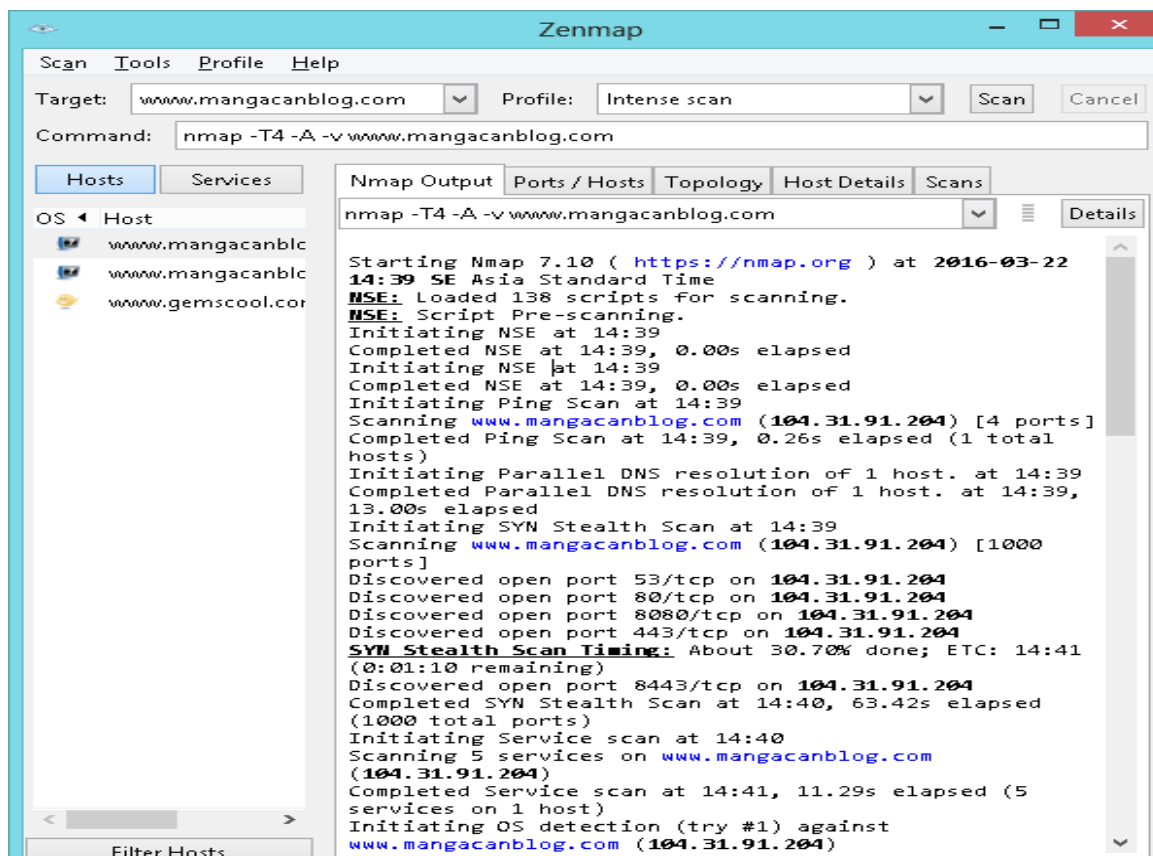 Zenmap
Scan Tools Profile Help
Target: www.mangacanblog.com Profile: Intense scan Scan Cancel
Command: nmap -T4 -A -v www.mangacanblog.com
Hosts Services
OS Host
www.mangacanblc
www.mangacanblc
www.gemscool.cor
Filter Hosts
Nmap Output Ports / Hosts Topology Host Details Scans
nmap -T4 -A -v www.mangacanblog.com Details
Starting Nmap 7.10 ( https://nmap.org ) at 2016-03-22
14:39 SE Asia Standard Time
NSE: Loaded 138 scripts for scanning.
NSE: Script Pre-scanning.
Initiating NSE at 14:39
Completed NSE at 14:39, 0.00s elapsed
Initiating NSE at 14:39
Completed NSE at 14:39, 0.00s elapsed
Initiating Ping Scan at 14:39
Scanning www.mangacanblog.com (104.31.91.204) [4 ports]
Completed Ping Scan at 14:39, 0.26s elapsed (1 total
hosts)
Initiating Parallel DNS resolution of 1 host. at 14:39
Completed Parallel DNS resolution of 1 host. at 14:39,
13.00s elapsed
Initiating SYN Stealth Scan at 14:39
Scanning www.mangacanblog.com (104.31.91.204) [1000
ports]
Discovered open port 53/tcp on 104.31.91.204
Discovered open port 80/tcp on 104.31.91.204
Discovered open port 8080/tcp on 104.31.91.204
Discovered open port 443/tcp on 104.31.91.204
SYN Stealth Scan Timing: About 30.70% done; ETC: 14:41
(0:01:10 remaining)
Discovered open port 8443/tcp on 104.31.91.204
Completed SYN Stealth Scan at 14:40, 63.42s elapsed
(1000 total ports)
Initiating Service scan at 14:40
Scanning 5 services on www.mangacanblog.com
(104.31.91.204)
Completed Service scan at 14:41, 11.29s elapsed (5
services on 1 host)
Initiating OS detection (try #1) against
www.mangacanblog.com (104.31.91.204)